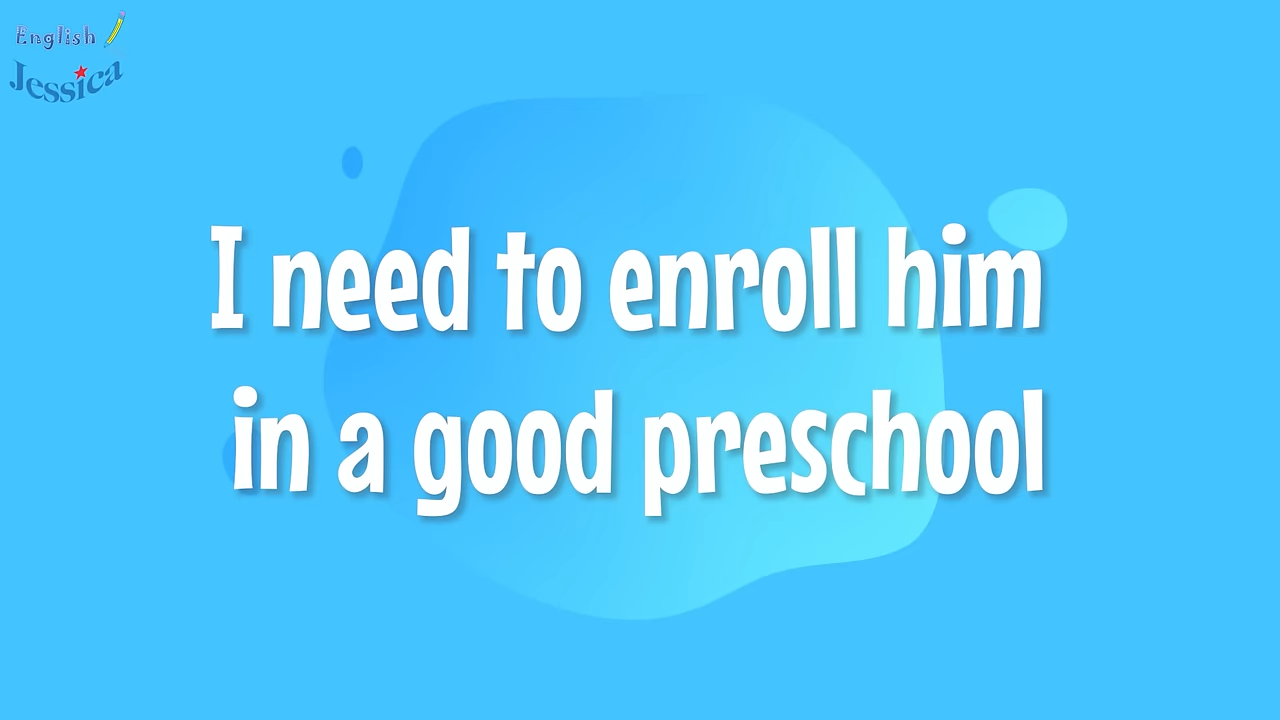 English
Jessica
I need to enroll him
in a good preschool